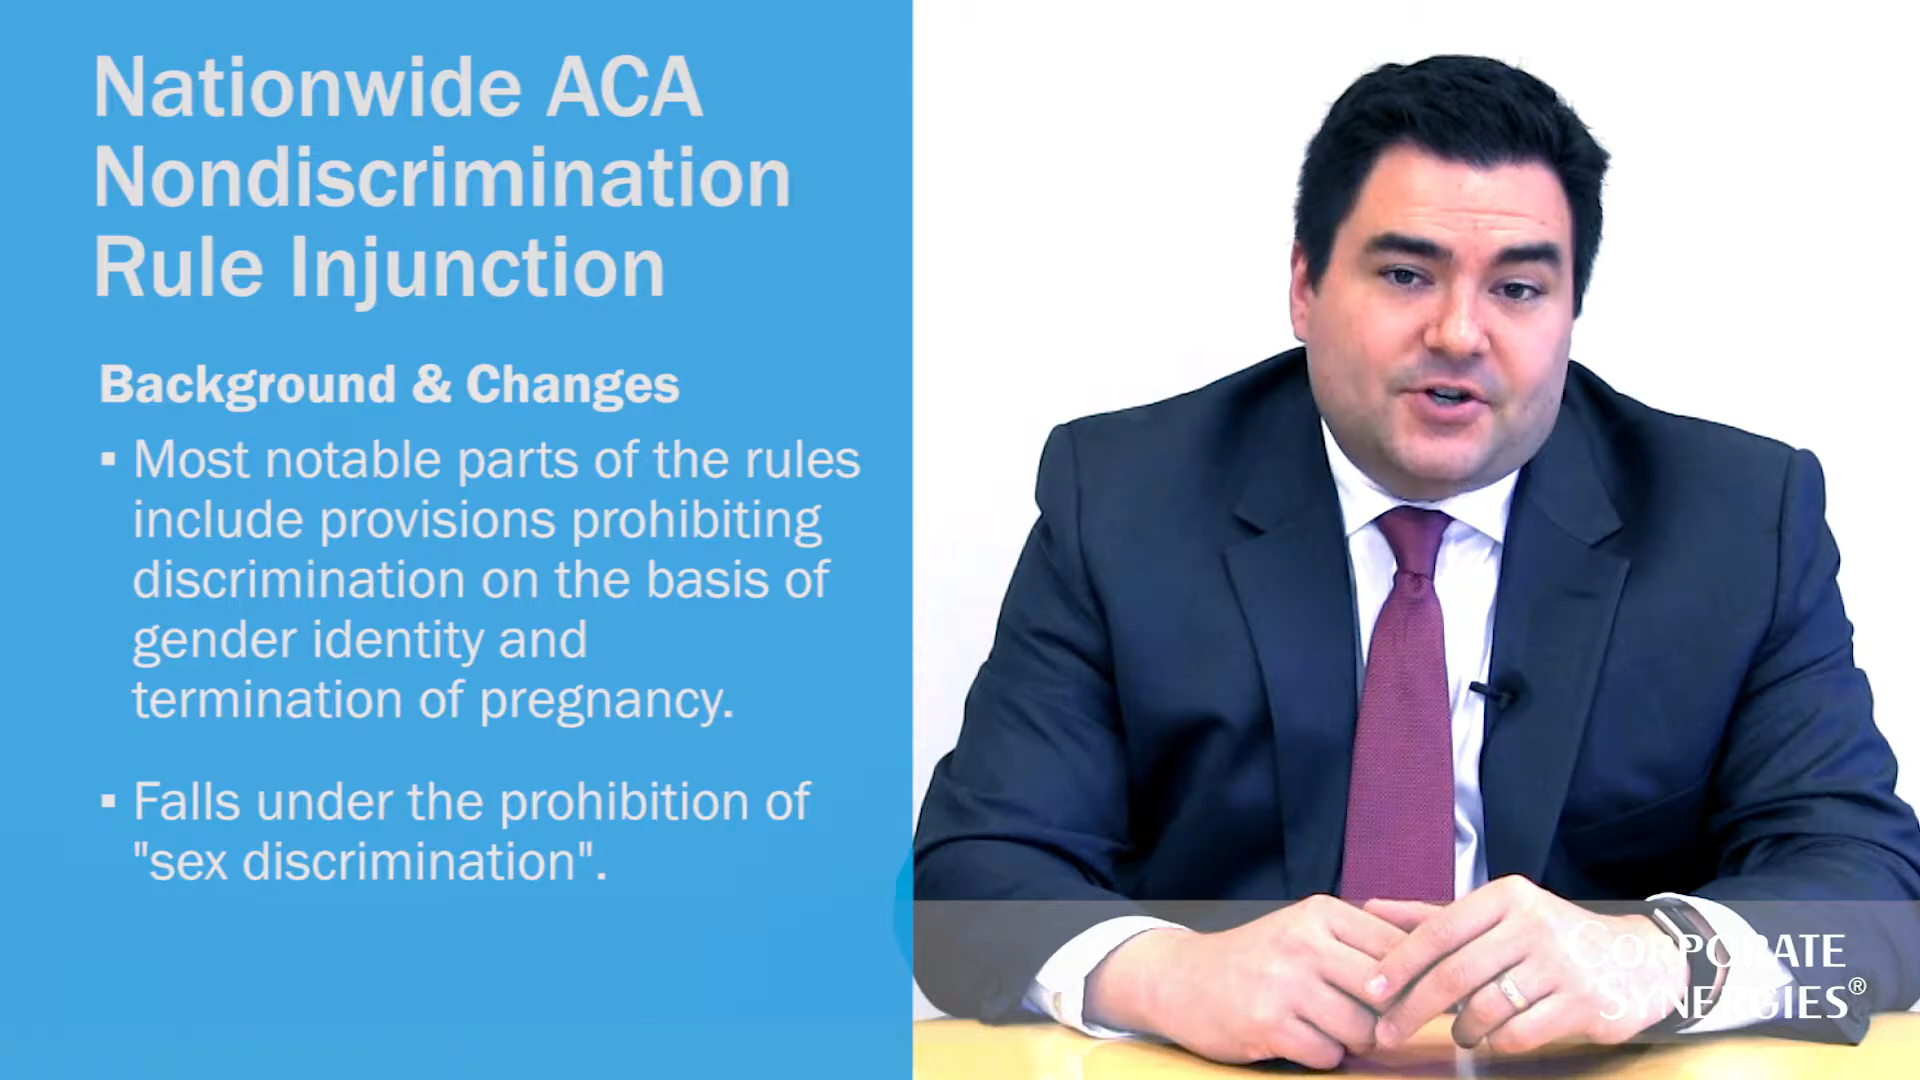 Nationwide ACA
Nondiscrimination
Rule Injunction
Background & Changes
▪ Most notable parts of the rules
include provisions prohibiting
discrimination on the basis of
gender identity and
termination of pregnancy.
▪ Falls under the prohibition of
"sex discrimination".
CORPORATE
SYNERGIES®